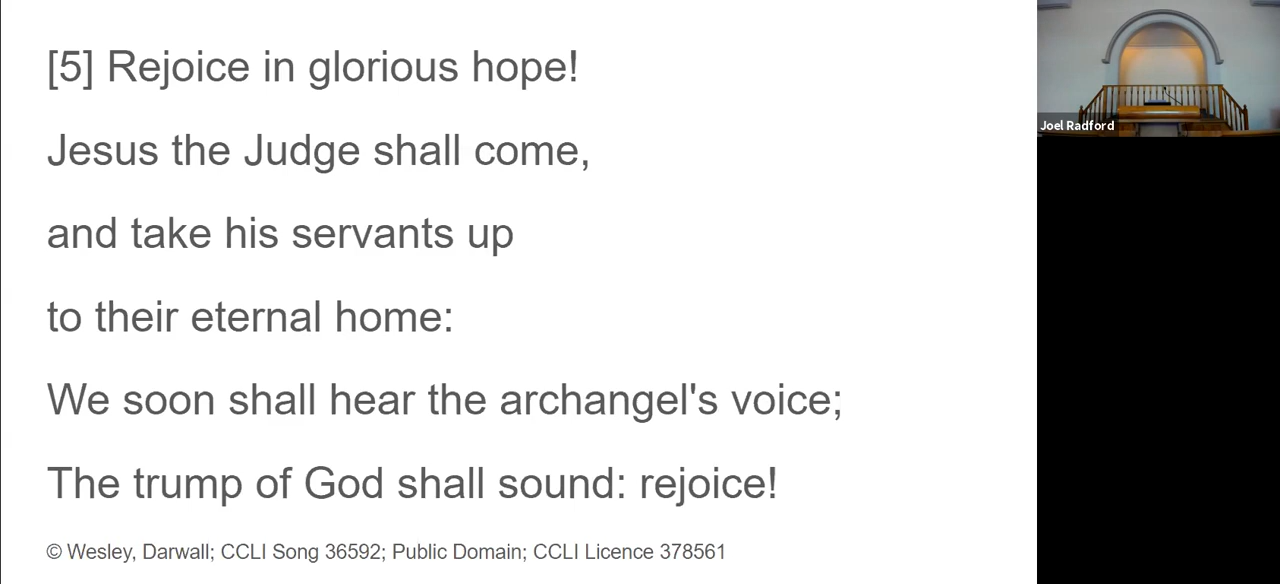 [5] Rejoice in glorious hope!
Jesus the Judge shall come,
and take his servants up
to their eternal home:
We soon shall hear the archangel's voice;
The trump of God shall sound: rejoice!
© Wesley, Darwall; CCLI Song 36592; Public Domain; CCLI Licence 378561
Joel Radford